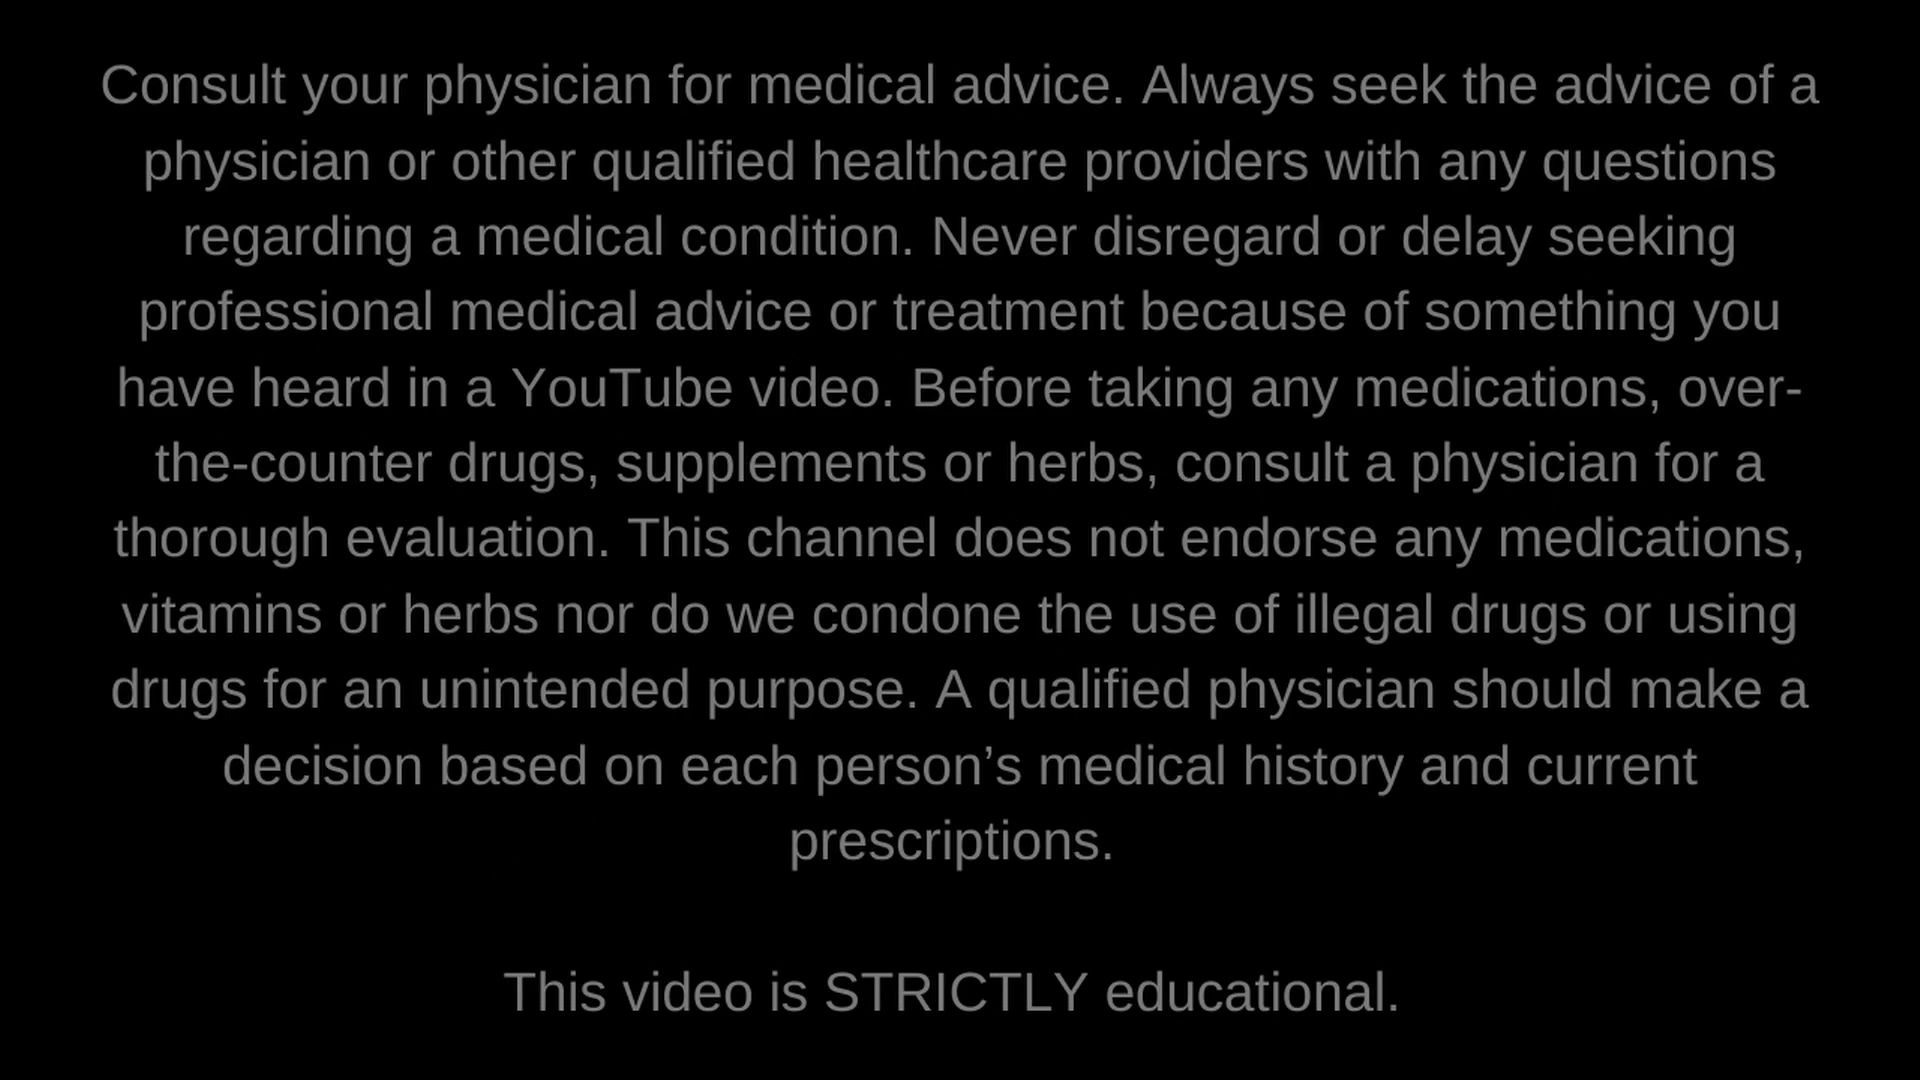 Consult your physician for medical advice. Always seek the advice of a
physician or other qualified healthcare providers with any questions
regarding a medical condition. Never disregard or delay seeking
professional medical advice or treatment because of something you
have heard in a YouTube video. Before taking any medications, over-
the-counter drugs, supplements or herbs, consult a physician for a
thorough evaluation. This channel does not endorse any medications,
vitamins or herbs nor do we condone the use of illegal drugs or using
drugs for an unintended purpose. A qualified physician should make a
decision based on each person’s medical history and current
prescriptions.
This video is STRICTLY educational.